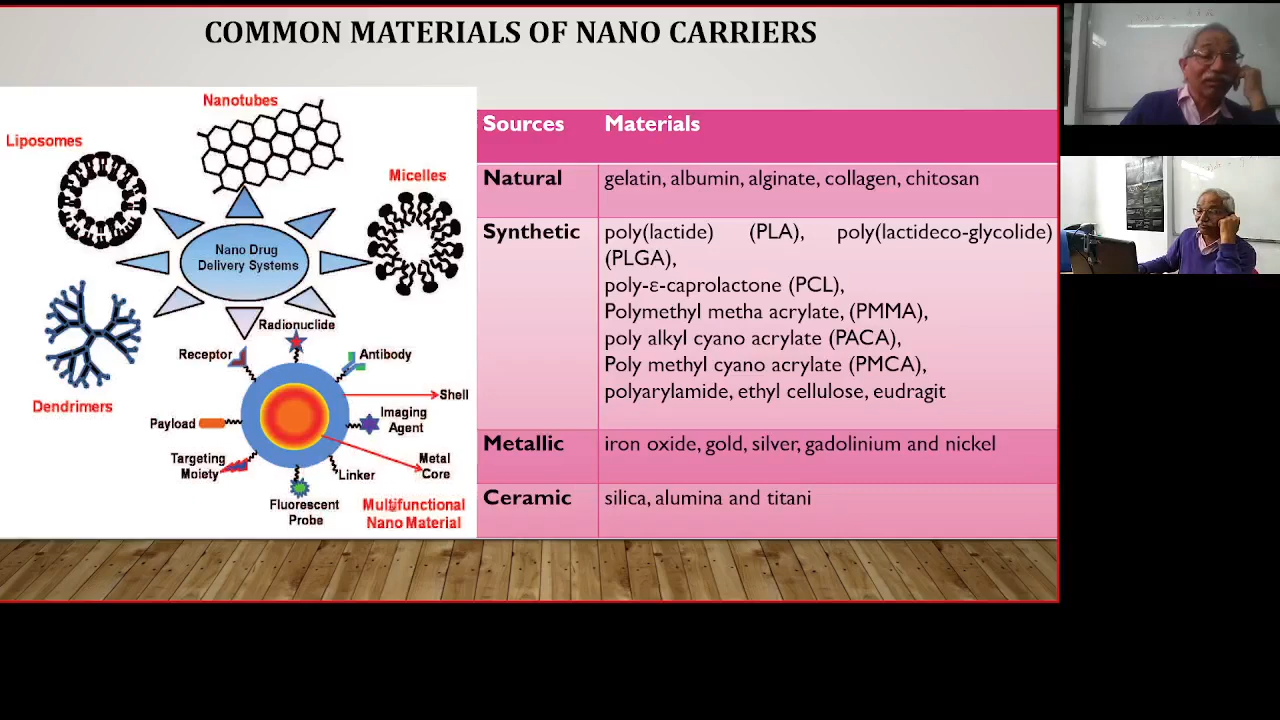 COMMON MATERIALS OF NANO CARRIERS
Nanotubes
Liposomes
Micelles
Nano Drug
Delivery Systems
Dendrimers
Radionuclide
Receptor
Antibody
Shell
Payload
Imaging
Agent
Targeting
Moiety
Metal
Core
Linker
Fluorescent
Probe
Multifunctional
Nano Material
Sources Materials
Natural gelatin, albumin, alginate, collagen, chitosan
Synthetic poly(lactide) (PLA), poly(lactideco-glycolide)
(PLGA),
poly-ε-caprolactone (PCL),
Polymethyl metha acrylate, (PMMA),
poly alkyl cyano acrylate (PACA),
Poly methyl cyano acrylate (PMCA),
polyarylamide, ethyl cellulose, eudragit
Metallic iron oxide, gold, silver, gadolinium and nickel
Ceramic silica, alumina and titani